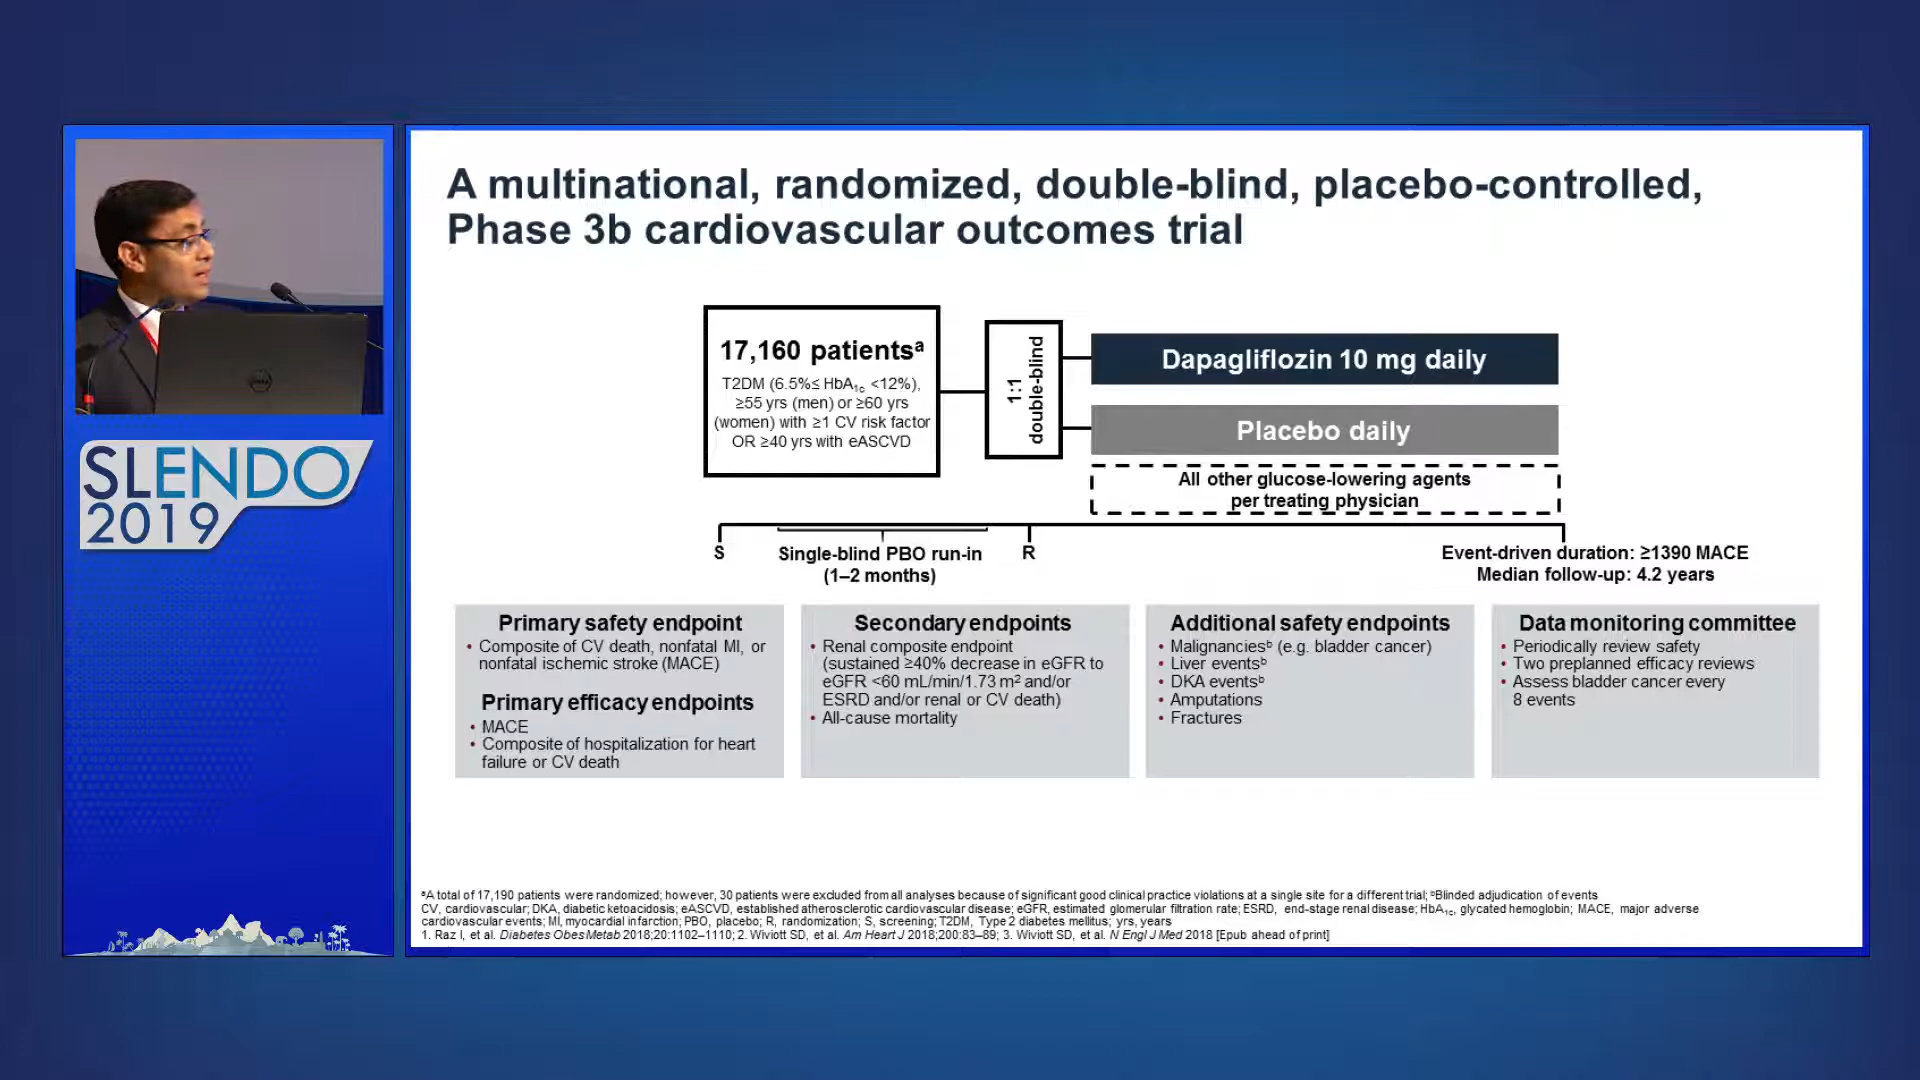 A multinational, randomized, double-blind, placebo-controlled,
Phase 3b cardiovascular outcomes trial
17,160 patientsᵃ
T2DM (6.5%≤ HbA1c <12%),
≥55 yrs (men) or ≥60 yrs
(women) with ≥1 CV risk factor
OR ≥40 yrs with eASCVD
1:1
double-blind
Dapagliflozin 10 mg daily
Placebo daily
All other glucose-lowering agents
per treating physician
S
Single-blind PBO run-in
(1–2 months)
R
Event-driven duration: ≥1390 MACE
Median follow-up: 4.2 years
Primary safety endpoint
• Composite of CV death, nonfatal MI, or
nonfatal ischemic stroke (MACE)
Primary efficacy endpoints
• MACE
• Composite of hospitalization for heart
failure or CV death
Secondary endpoints
• Renal composite endpoint
(sustained ≥40% decrease in eGFR to
eGFR <60 mL/min/1.73 m² and/or
ESRD and/or renal or CV death)
• All-cause mortality
Additional safety endpoints
• Malignanciesᵇ (e.g. bladder cancer)
• Liver eventsᵇ
• DKA eventsᵇ
• Amputations
• Fractures
Data monitoring committee
• Periodically review safety
• Two preplanned efficacy reviews
• Assess bladder cancer every
8 events
ᵃA total of 17,190 patients were randomized; however, 30 patients were excluded from all analyses because of significant good clinical practice violations at a single site for a different trial; ᵇBlinded adjudication of events
CV, cardiovascular; DKA, diabetic ketoacidosis; eASCVD, established atherosclerotic cardiovascular disease; eGFR, estimated glomerular filtration rate; ESRD, end-stage renal disease; HbA1c, glycated hemoglobin; MACE, major adverse
cardiovascular events; MI, myocardial infarction; PBO, placebo; R, randomization; S, screening; T2DM, Type 2 diabetes mellitus; yrs, years
1. Raz I, et al. Diabetes Obes Metab 2018;20:1102–1110; 2. Wiviott SD, et al. Am Heart J 2018;200:83–89; 3. Wiviott SD, et al. N Engl J Med 2018 [Epub ahead of print]
SLENDO
2019
DELL